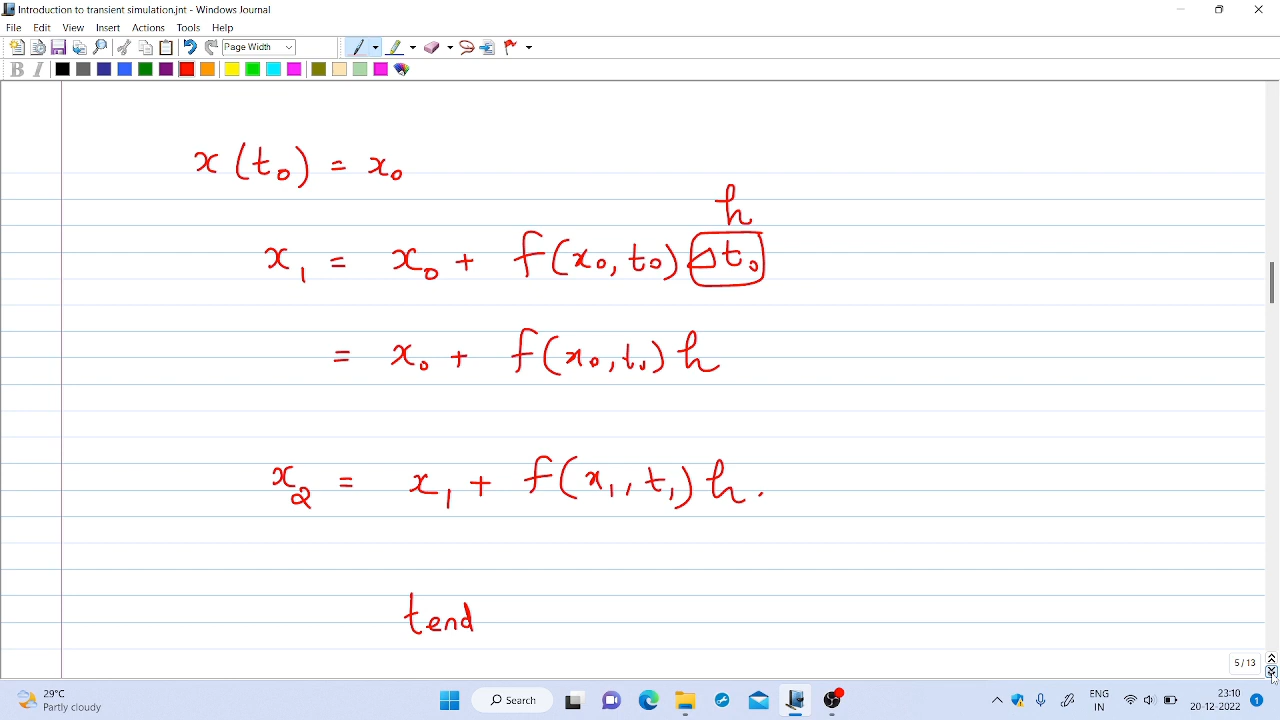 Introduction to transient simulation.jnt - Windows Journal
File Edit View Insert Actions Tools Help
Page Width
B I
x(t₀) = x₀
h
x₁ = x₀ + f(x₀, t₀) Δt₀
= x₀ + f(x₀, t₀) h
x₂ = x₁ + f(x₁, t₁) h.
tend
5 / 13
29°C
Partly cloudy
Search
ENG
IN
23:10
20-12-2022
1